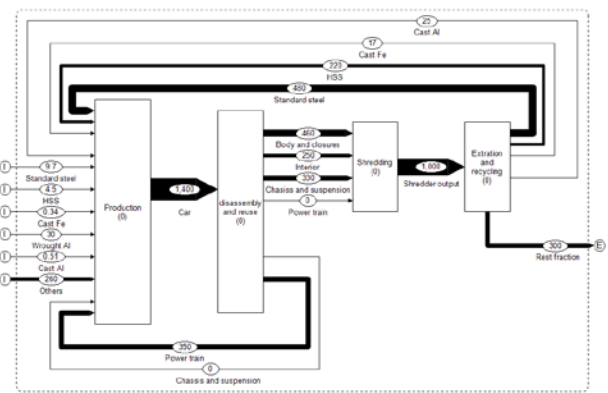 25
Cast Al
17
Cast Fe
220
HSS
480
Standard steel
I
9.7
Standard steel
I
4.5
HSS
I
0.34
Cast Fe
I
30
Wrought Al
I
0.51
Cast Al
I
260
Others
Production
(0)
1,400
Car
disassembly
and reuse
(0)
460
Body and closures
250
Interior
330
Chasiss and suspension
0
Power train
Shredding
(0)
1,000
Shredder output
Extration
and
recycling
(0)
300
Rest fraction
E
350
Power train
0
Chasiss and suspension